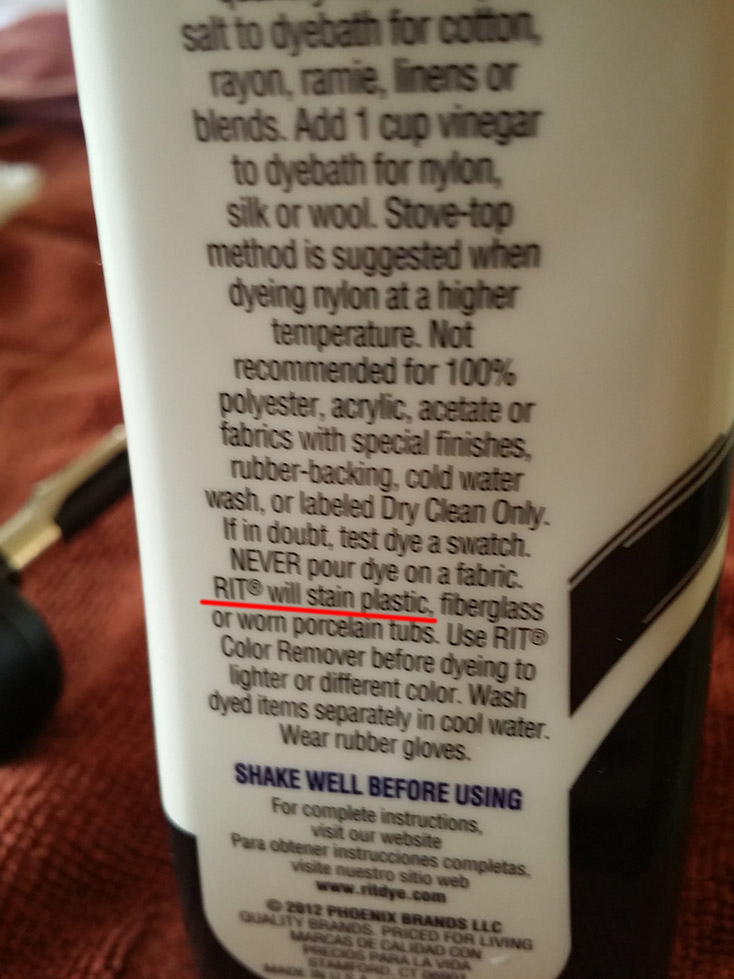 salt to dyebath for cotton,
rayon, ramie, linens or
blends. Add 1 cup vinegar
to dyebath for nylon,
silk or wool. Stove-top
method is suggested when
dyeing nylon at a higher
temperature. Not
recommended for 100%
polyester, acrylic, acetate or
fabrics with special finishes,
rubber-backing, cold water
wash, or labeled Dry Clean Only.
If in doubt, test dye a swatch.
NEVER pour dye on a fabric.
RIT® will stain plastic, fiberglass
or worn porcelain tubs. Use RIT®
Color Remover before dyeing to
lighter or different color. Wash
dyed items separately in cool water.
Wear rubber gloves.
SHAKE WELL BEFORE USING
For complete instructions,
visit our website
Para obtener instrucciones completas,
visite nuestro sitio web
www.ritdye.com
© 2012 PHOENIX BRANDS LLC
QUALITY BRANDS. PRICED FOR LIVING
MARCAS DE CALIDAD CON
PRECIOS PARA LA VIDA
STAMFORD, CT 06901
MADE IN U.S.A.